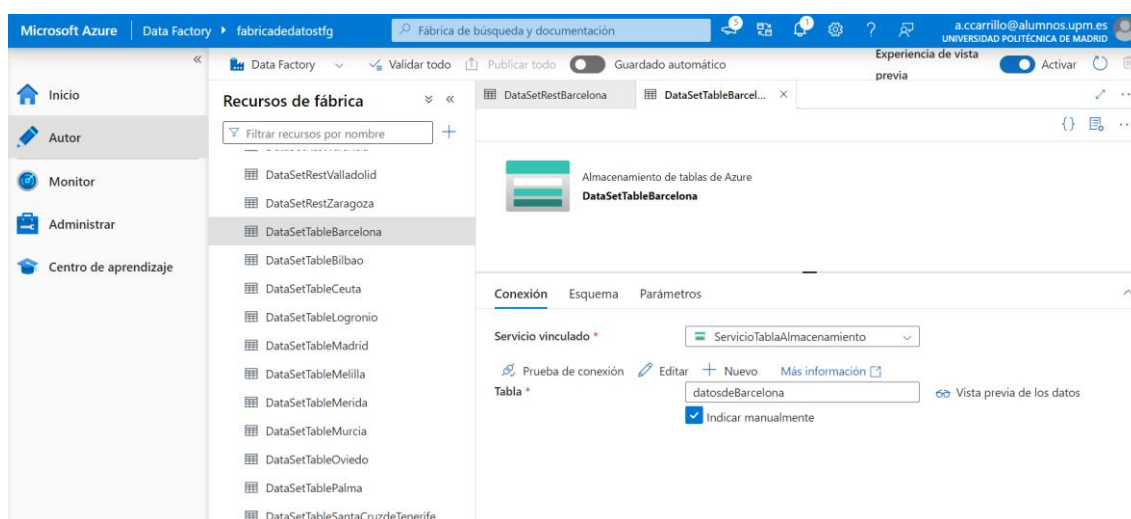 Microsoft Azure | Data Factory ▸ fabricadedatostfg
Fábrica de búsqueda y documentación
5
1
a.ccarrillo@alumnos.upm.es
UNIVERSIDAD POLITÉCNICA DE MADRID
Data Factory
Validar todo
Publicar todo
Guardado automático
Experiencia de vista
previa
Activar
Inicio
Autor
Monitor
Administrar
Centro de aprendizaje
Recursos de fábrica
Filtrar recursos por nombre
DataSetRestValladolid
DataSetRestZaragoza
DataSetTableBarcelona
DataSetTableBilbao
DataSetTableCeuta
DataSetTableLogronio
DataSetTableMadrid
DataSetTableMelilla
DataSetTableMerida
DataSetTableMurcia
DataSetTableOviedo
DataSetTablePalma
DataSetTableSantaCruzdeTenerife
DataSetRestBarcelona
DataSetTableBarcel...
Almacenamiento de tablas de Azure
DataSetTableBarcelona
Conexión
Esquema
Parámetros
Servicio vinculado *
ServicioTablaAlmacenamiento
Prueba de conexión
Editar
Nuevo
Más información
Tabla *
datosdeBarcelona
Vista previa de los datos
Indicar manualmente